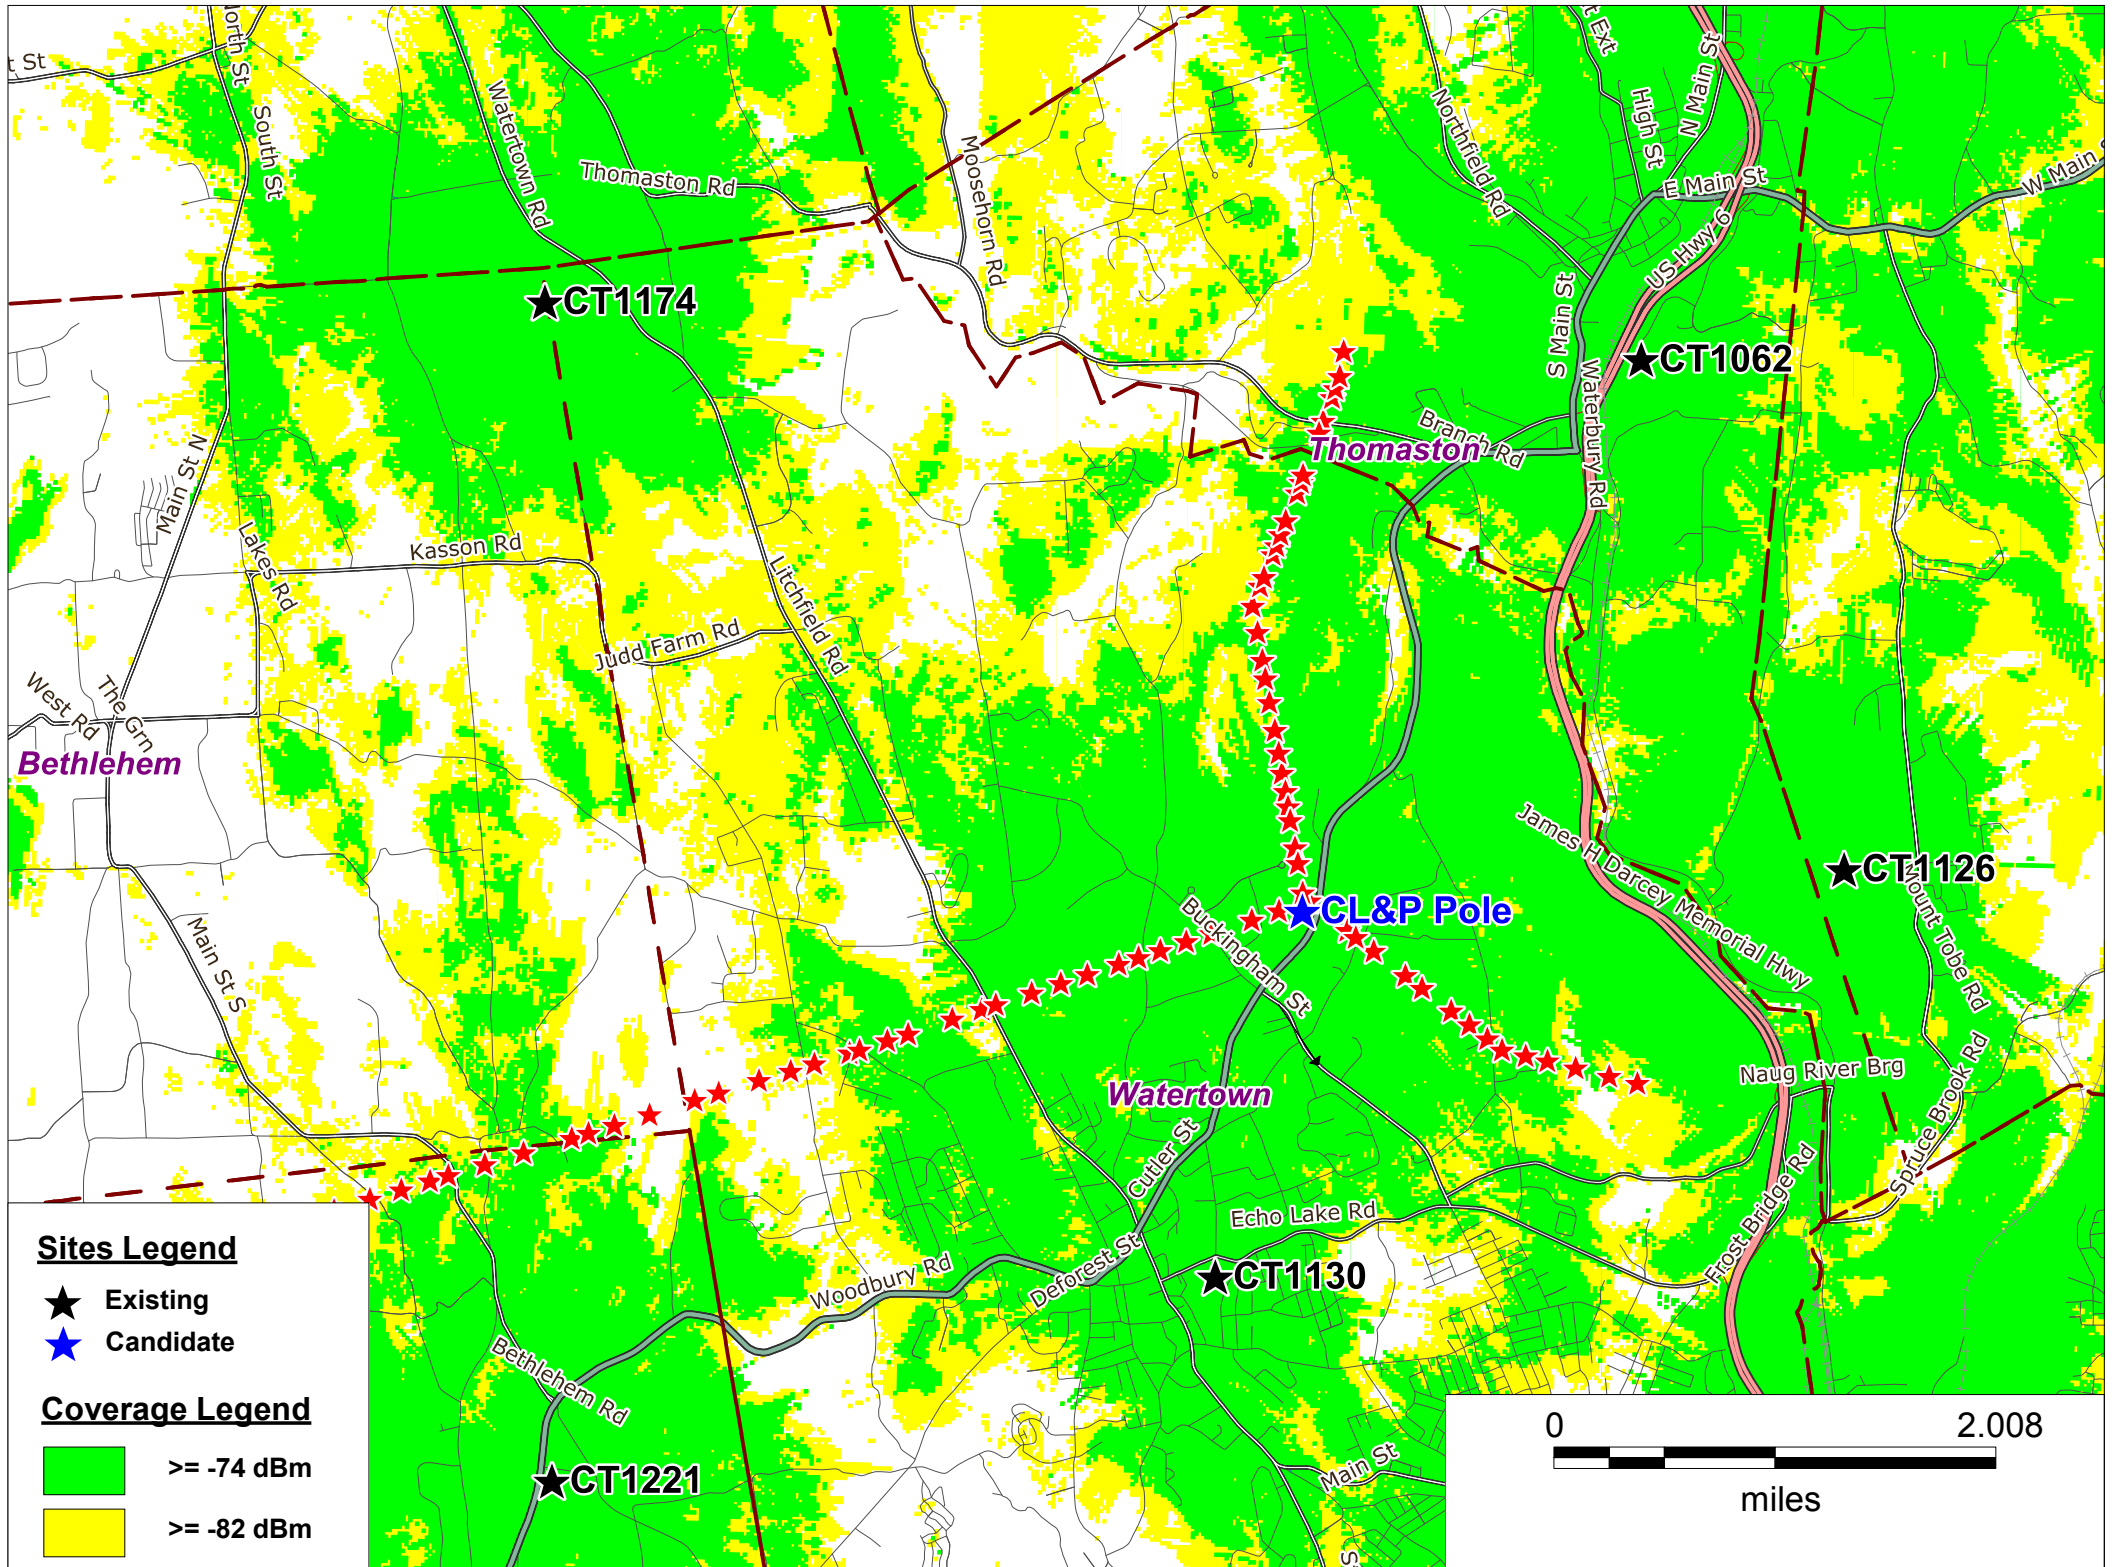 t St
North St
South St
Watertown Rd
Thomaston Rd
Moosehorn Rd
Northfield Rd
t Ext
High St
N Main St
E Main St
W Main S
US Hwy 6
CT1174
S Main St
CT1062
Waterbury Rd
Branch Rd
Thomaston
Main St N
Lakes Rd
Kasson Rd
Litchfield Rd
Judd Farm Rd
West Rd
The Grn
Bethlehem
James H Darcey Memorial Hwy
CT1126
Mount Tobe Rd
CL&P Pole
Buckingham St
Main St S
Naug River Brg
Watertown
Cutler St
Spruce Brook Rd
Frost Bridge Rd
Echo Lake Rd
Deforest St
Woodbury Rd
CT1130
Bethlehem Rd
CT1221
Main St
S
Sites Legend
Existing
Candidate
Coverage Legend
>= -74 dBm
>= -82 dBm
0 2.008
miles